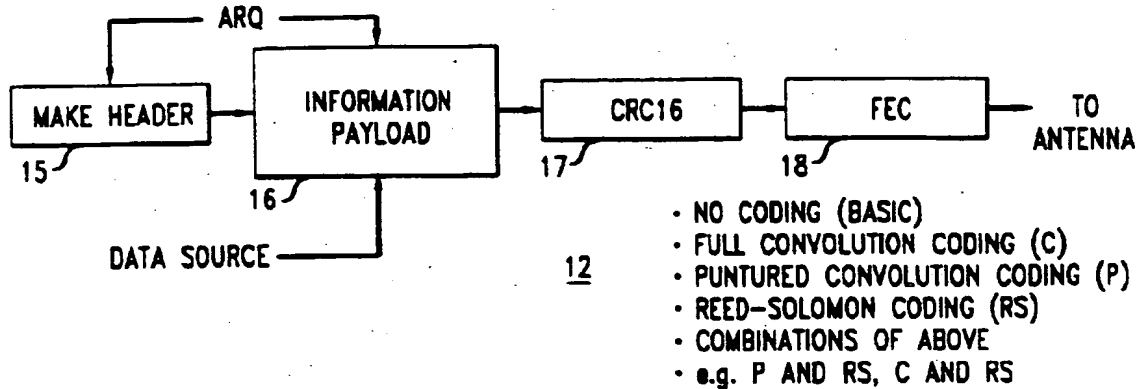 ARQ
MAKE HEADER
15
INFORMATION
PAYLOAD
16
CRC16
17
FEC
18
TO
ANTENNA
DATA SOURCE
12
• NO CODING (BASIC)
• FULL CONVOLUTION CODING (C)
• PUNTURED CONVOLUTION CODING (P)
• REED-SOLOMON CODING (RS)
• COMBINATIONS OF ABOVE
• e.g. P AND RS, C AND RS